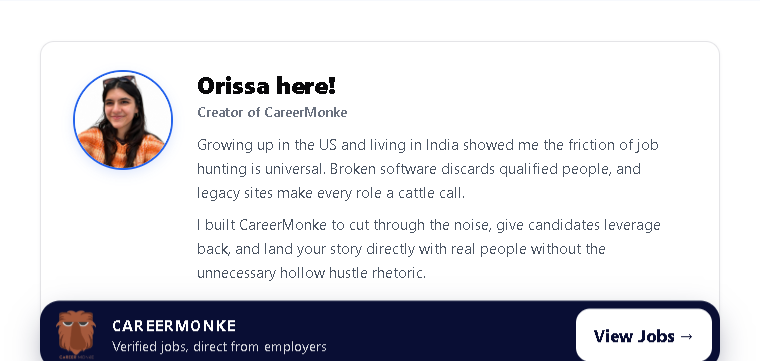 Orissa here!
Creator of CareerMonke
Growing up in the US and living in India showed me the friction of job
hunting is universal. Broken software discards qualified people, and
legacy sites make every role a cattle call.
I built CareerMonke to cut through the noise, give candidates leverage
back, and land your story directly with real people without the
unnecessary hollow hustle rhetoric.
CAREERMONKE
Verified jobs, direct from employers
View Jobs →
CAREERMONKE